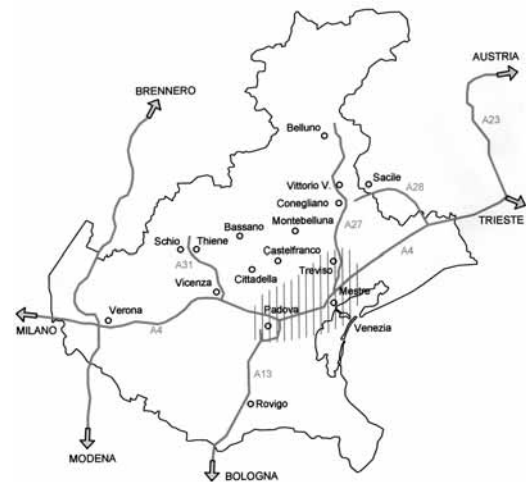 AUSTRIA
BRENNERO
A23
Belluno
Vittorio V.
Sacile
A28
Conegliano
TRIESTE
Montebelluna
Bassano
A27
Schio
Thiene
A4
A31
Castelfranco
Treviso
Cittadella
Vicenza
Mestre
Verona
Padova
MILANO
A4
Venezia
A13
Rovigo
MODENA
BOLOGNA